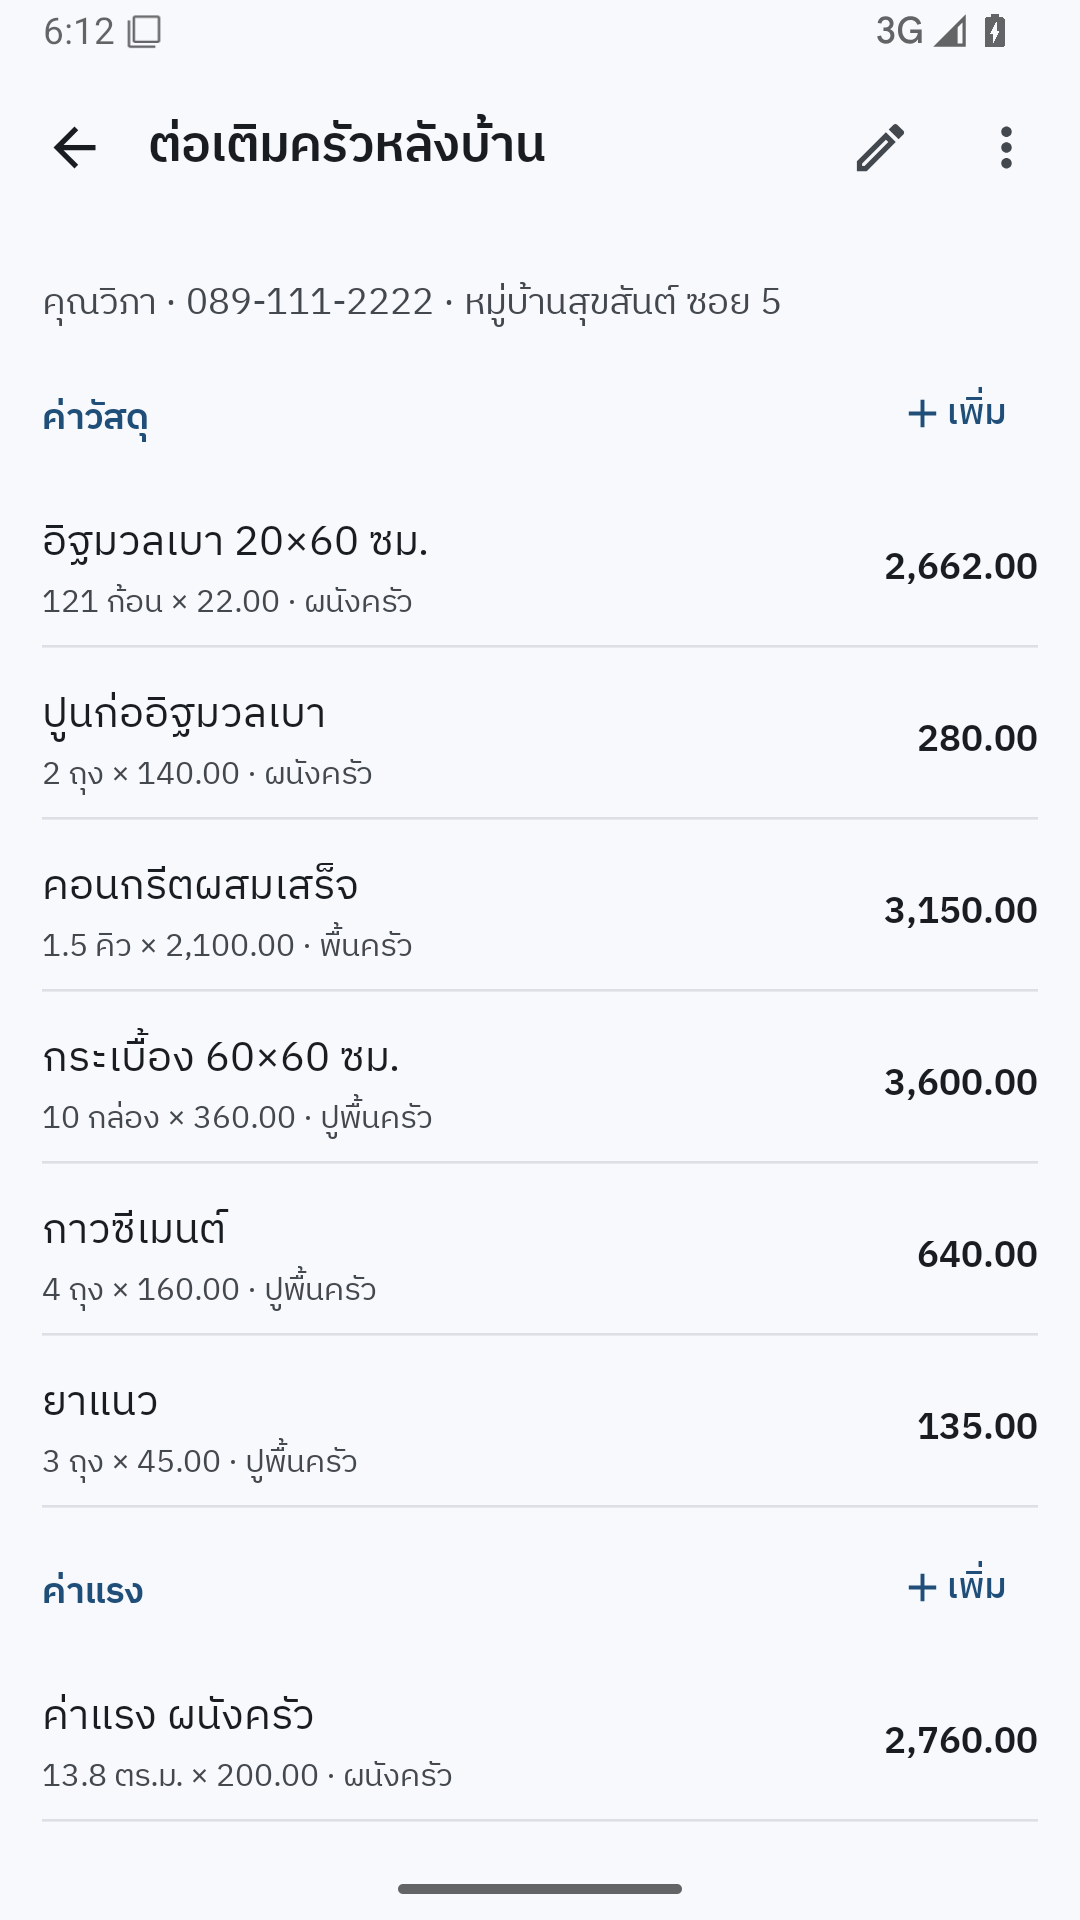 6:12
3G
ต่อเติมครัวหลังบ้าน
คุณวิภา · 089-111-2222 · หมู่บ้านสุขสันต์ ซอย 5
ค่าวัสดุ
+ เพิ่ม
อิฐมวลเบา 20×60 ซม.
2,662.00
121 ก้อน × 22.00 · ผนังครัว
ปูนก่ออิฐมวลเบา
280.00
2 ถุง × 140.00 · ผนังครัว
คอนกรีตผสมเสร็จ
3,150.00
1.5 คิว × 2,100.00 · พื้นครัว
กระเบื้อง 60×60 ซม.
3,600.00
10 กล่อง × 360.00 · ปูพื้นครัว
กาวซีเมนต์
640.00
4 ถุง × 160.00 · ปูพื้นครัว
ยาแนว
135.00
3 ถุง × 45.00 · ปูพื้นครัว
ค่าแรง
+ เพิ่ม
ค่าแรง ผนังครัว
2,760.00
13.8 ตร.ม. × 200.00 · ผนังครัว